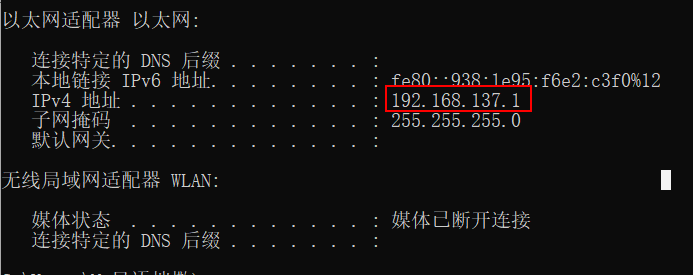 以太网适配器 以太网:
连接特定的 DNS 后缀 . . . . . . . :
本地链接 IPv6 地址. . . . . . . . : fe80::938:1e95:f6e2:c3f0%12
IPv4 地址 . . . . . . . . . . . . : 192.168.137.1
子网掩码 . . . . . . . . . . . . : 255.255.255.0
默认网关. . . . . . . . . . . . . :
无线局域网适配器 WLAN:
媒体状态 . . . . . . . . . . . . : 媒体已断开连接
连接特定的 DNS 后缀 . . . . . . . :